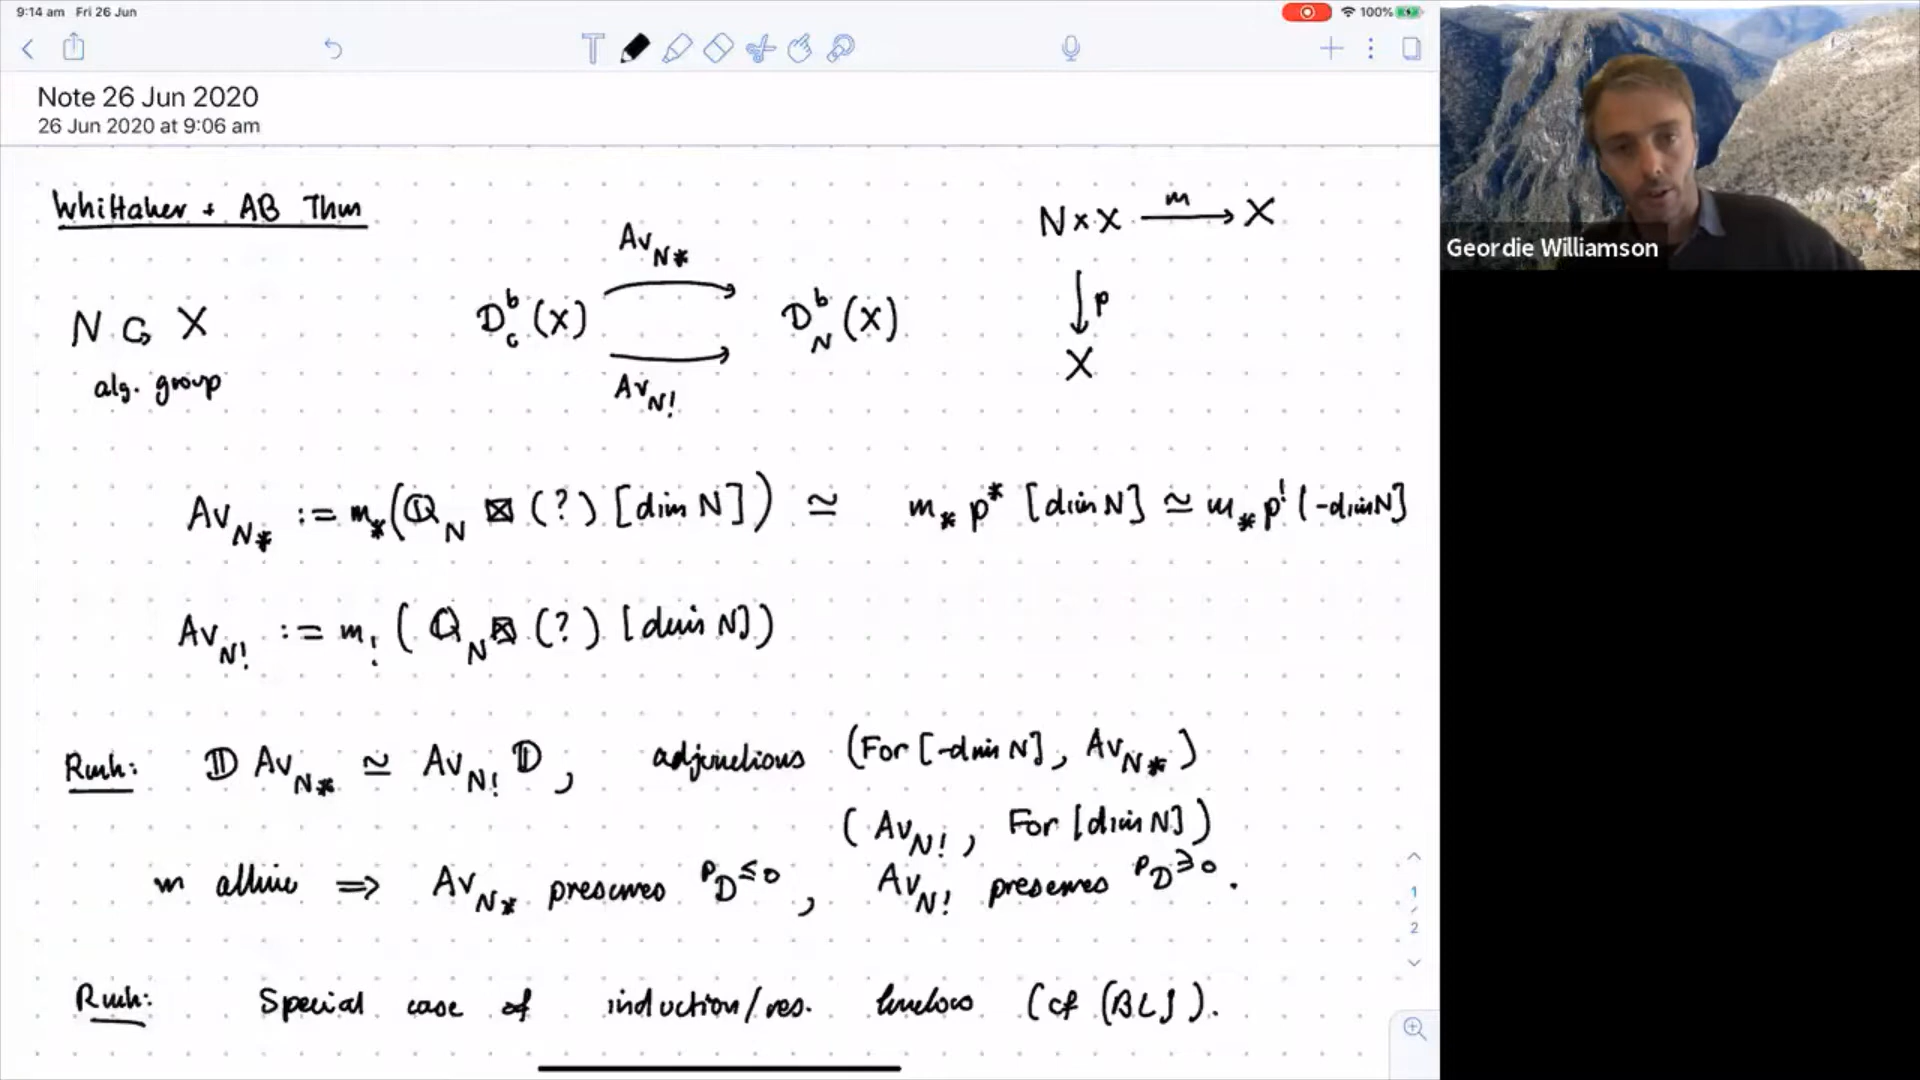 9:14 am Fri 26 Jun
100%
Note 26 Jun 2020
26 Jun 2020 at 9:06 am
Geordie Williamson
Whittaker + AB Thm
N × X —m→ X
↓ p
X
N ↻ X
alg. group
Av_{N*}
D^b_c (X) → D^b_N (X)
Av_{N!}
Av_{N*} := m_*(ℚ_N ⊠ (?) [dim N]) ≃ m_* p^* [dim N] ≃ m_* p^! [-dim N]
Av_{N!} := m_! (ℚ_N ⊠ (?) [dim N])
Rmk: 𝔻 Av_{N*} ≃ Av_{N!} 𝔻, adjunctions (For [-dim N], Av_{N*})
(Av_{N!}, For [dim N])
m affine ⇒ Av_{N*} preserves ^pD^{≤0}, Av_{N!} preserves ^pD^{≥0}.
Rmk: Special case of induction/res. functors (cf [BL]).
1
2